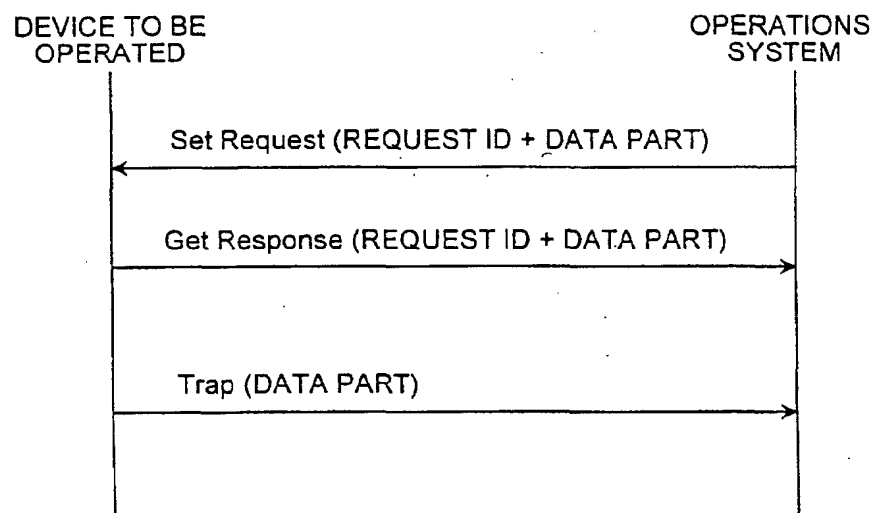 DEVICE TO BE
OPERATED
OPERATIONS
SYSTEM
Set Request (REQUEST ID + DATA PART)
Get Response (REQUEST ID + DATA PART)
Trap (DATA PART)